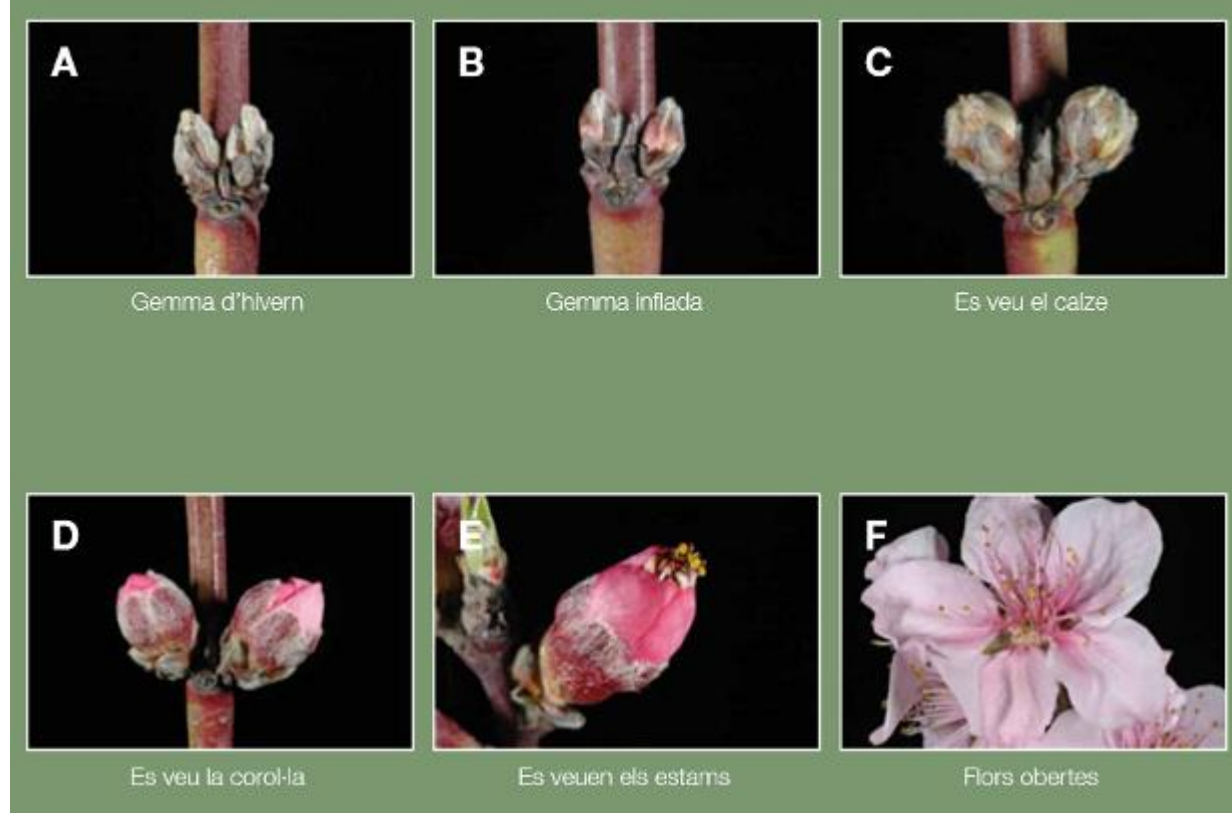 A
B
C
Gemma d'hivern
Gemma inflada
Es veu el calze
D
E
F
Es veu la corol·la
Es veuen els estams
Flors obertes